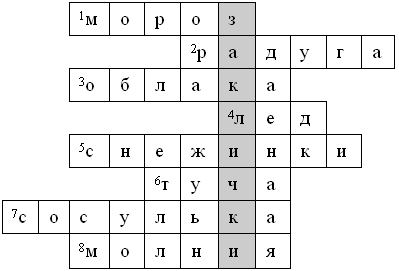 1мороз
2радуга
3облака
4лед
5снежинки
6туча
7сосулька
8молния